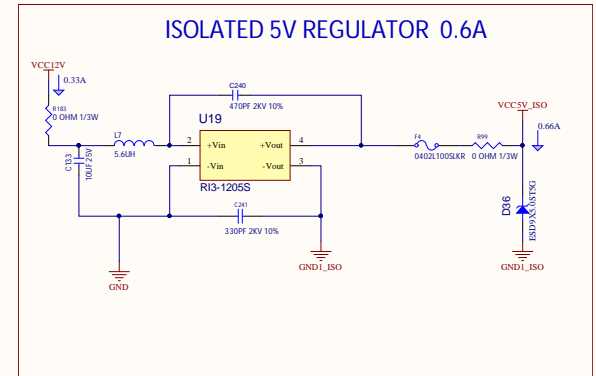 ISOLATED 5V REGULATOR 0.6A
VCC12V
0.33A
R183
0 OHM 1/3W
C240
470PF 2KV 10%
VCC5V_ISO
0.66A
U19
L7
5.6UH
2
+Vin
+Vout
4
1
-Vin
-Vout
3
RI3-1205S
F4
0402L100SLKR
R99
0 OHM 1/3W
C133
10UF 25V
C241
330PF 2KV 10%
D36
ESD9X5.0ST5G
GND
GND1_ISO
GND1_ISO